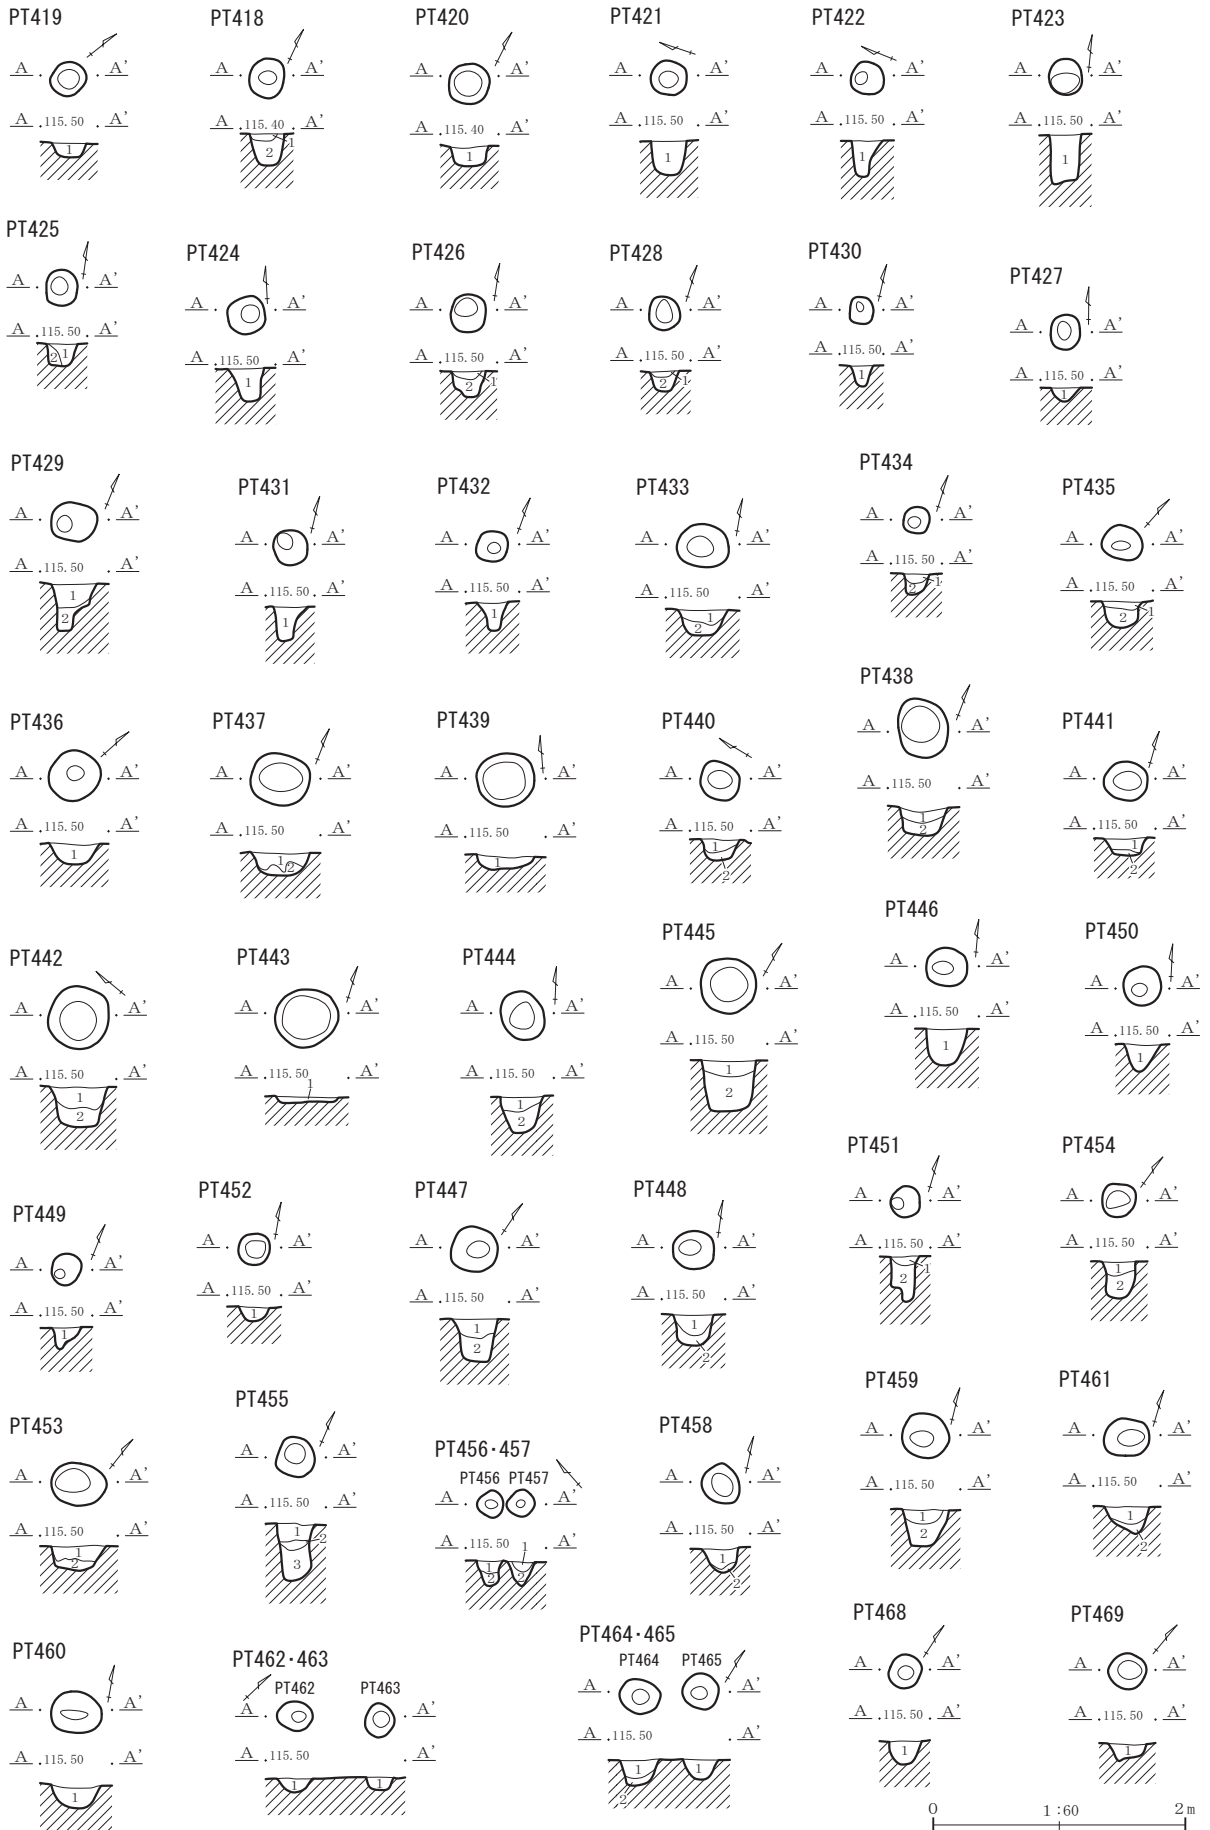 PT419
A A'
A 115.50 A'
1
PT418
A A'
A 115.40 A'
1
2
PT420
A A'
A 115.40 A'
1
PT421
A A'
A 115.50 A'
1
PT422
A A'
A 115.50 A'
1
PT423
A A'
A 115.50 A'
1
PT425
A A'
A 115.50 A'
2 1
PT424
A A'
A 115.50 A'
1
PT426
A A'
A 115.50 A'
2 1
PT428
A A'
A 115.50 A'
2 1
PT430
A A'
A 115.50 A'
1
PT427
A A'
A 115.50 A'
1
PT429
A A'
A 115.50 A'
1
2
PT431
A A'
A 115.50 A'
1
PT432
A A'
A 115.50 A'
1
PT433
A A'
A 115.50 A'
1
2
PT434
A A'
A 115.50 A'
1
2
PT435
A A'
A 115.50 A'
1
2
PT436
A A'
A 115.50 A'
1
PT437
A A'
A 115.50 A'
1
2
PT439
A A'
A 115.50 A'
1
PT440
A A'
A 115.50 A'
1
2
PT438
A A'
A 115.50 A'
1
2
PT441
A A'
A 115.50 A'
1
2
PT442
A A'
A 115.50 A'
1
2
PT443
A A'
A 115.50 A'
1
PT444
A A'
A 115.50 A'
1
2
PT445
A A'
A 115.50 A'
1
2
PT446
A A'
A 115.50 A'
1
PT450
A A'
A 115.50 A'
1
PT449
A A'
A 115.50 A'
1
PT452
A A'
A 115.50 A'
1
PT447
A A'
A 115.50 A'
1
2
PT448
A A'
A 115.50 A'
1
2
PT451
A A'
A 115.50 A'
1
2
PT454
A A'
A 115.50 A'
1
2
PT453
A A'
A 115.50 A'
1
2
PT455
A A'
A 115.50 A'
1
2
3
PT456・457
PT456 PT457
A A'
A 115.50 A'
1
1
2 2
PT458
A A'
A 115.50 A'
1
2
PT459
A A'
A 115.50 A'
1
2
PT461
A A'
A 115.50 A'
1
2
PT460
A A'
A 115.50 A'
1
PT462・463
PT462 PT463
A A'
A 115.50 A'
1 1
PT464・465
PT464 PT465
A A'
A 115.50 A'
1 1
2
PT468
A A'
A 115.50 A'
1
PT469
A A'
A 115.50 A'
1
0 1:60 2m